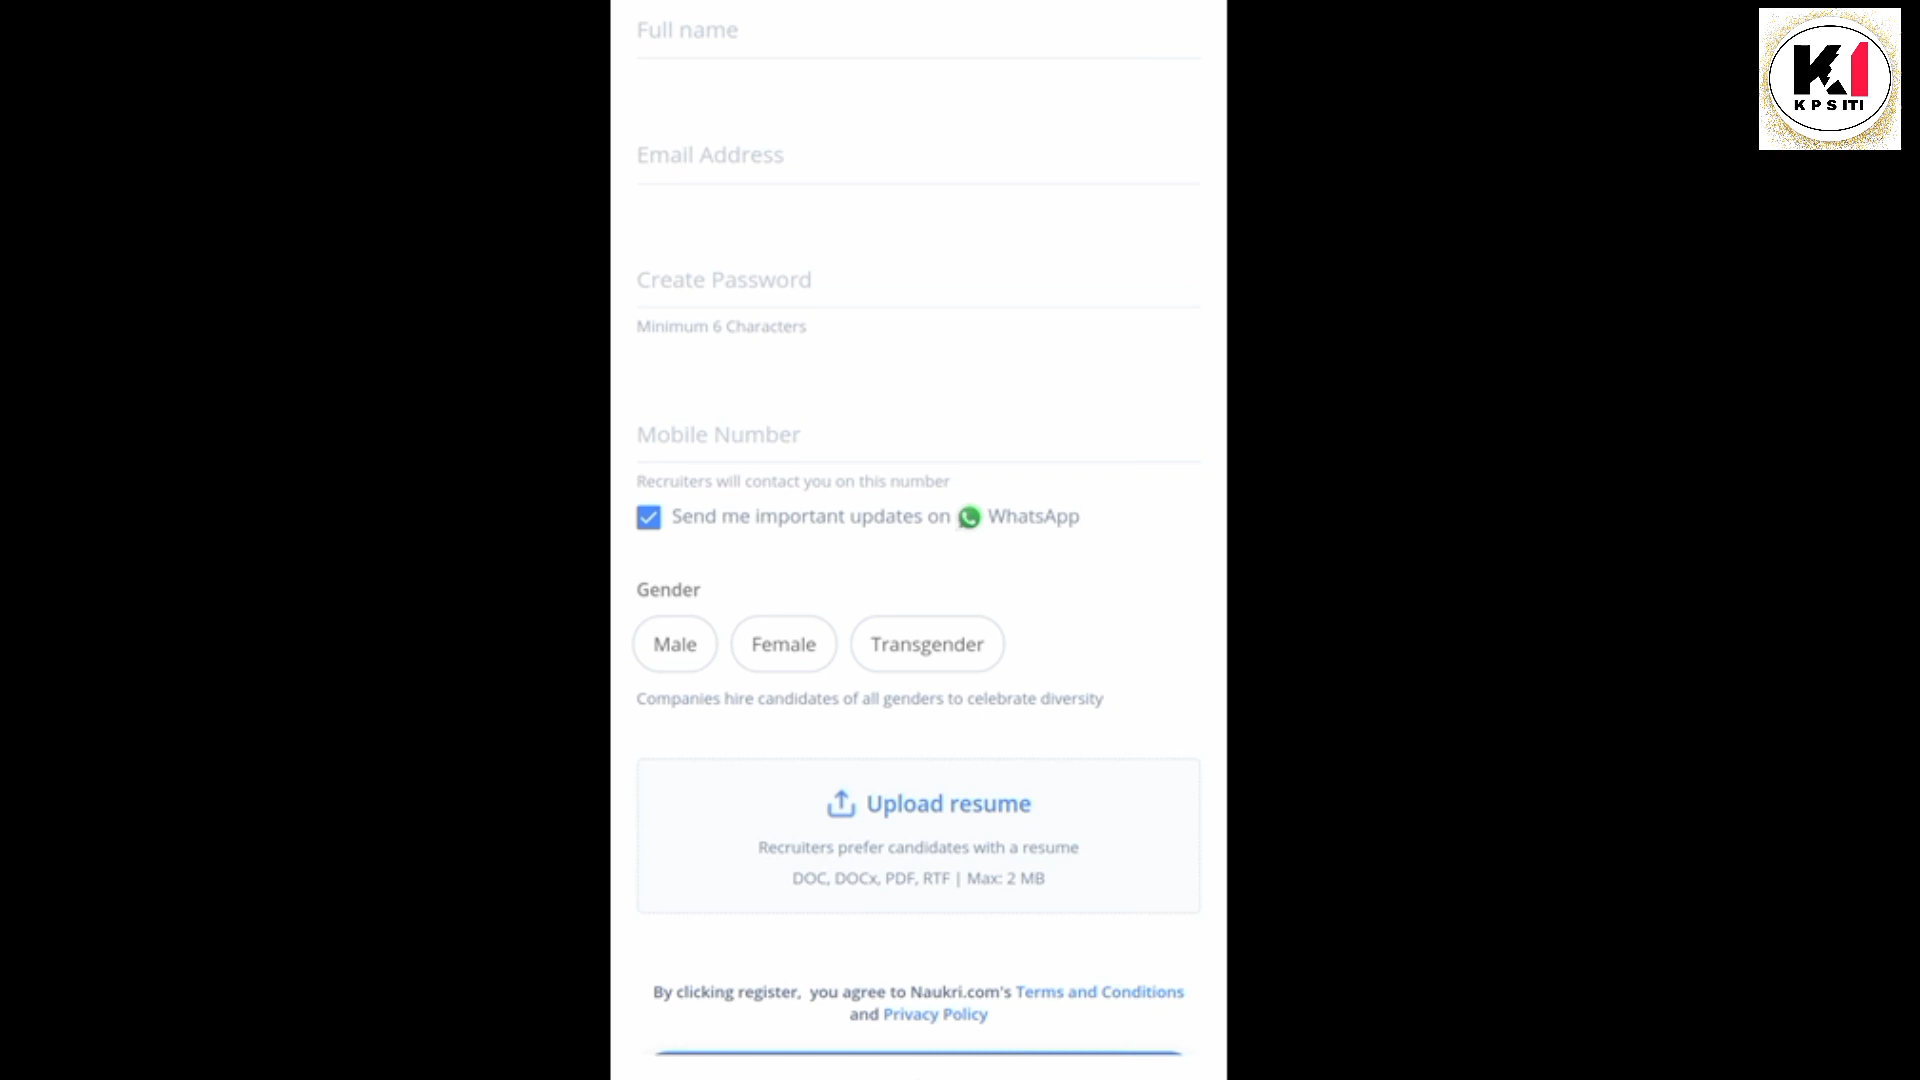 Full name
Email Address
Create Password
Minimum 6 Characters
Mobile Number
Recruiters will contact you on this number
Send me important updates on WhatsApp
Gender
Male Female Transgender
Companies hire candidates of all genders to celebrate diversity
Upload resume
Recruiters prefer candidates with a resume
DOC, DOCx, PDF, RTF | Max: 2 MB
By clicking register, you agree to Naukri.com's Terms and Conditions
and Privacy Policy
K1
KPS ITI